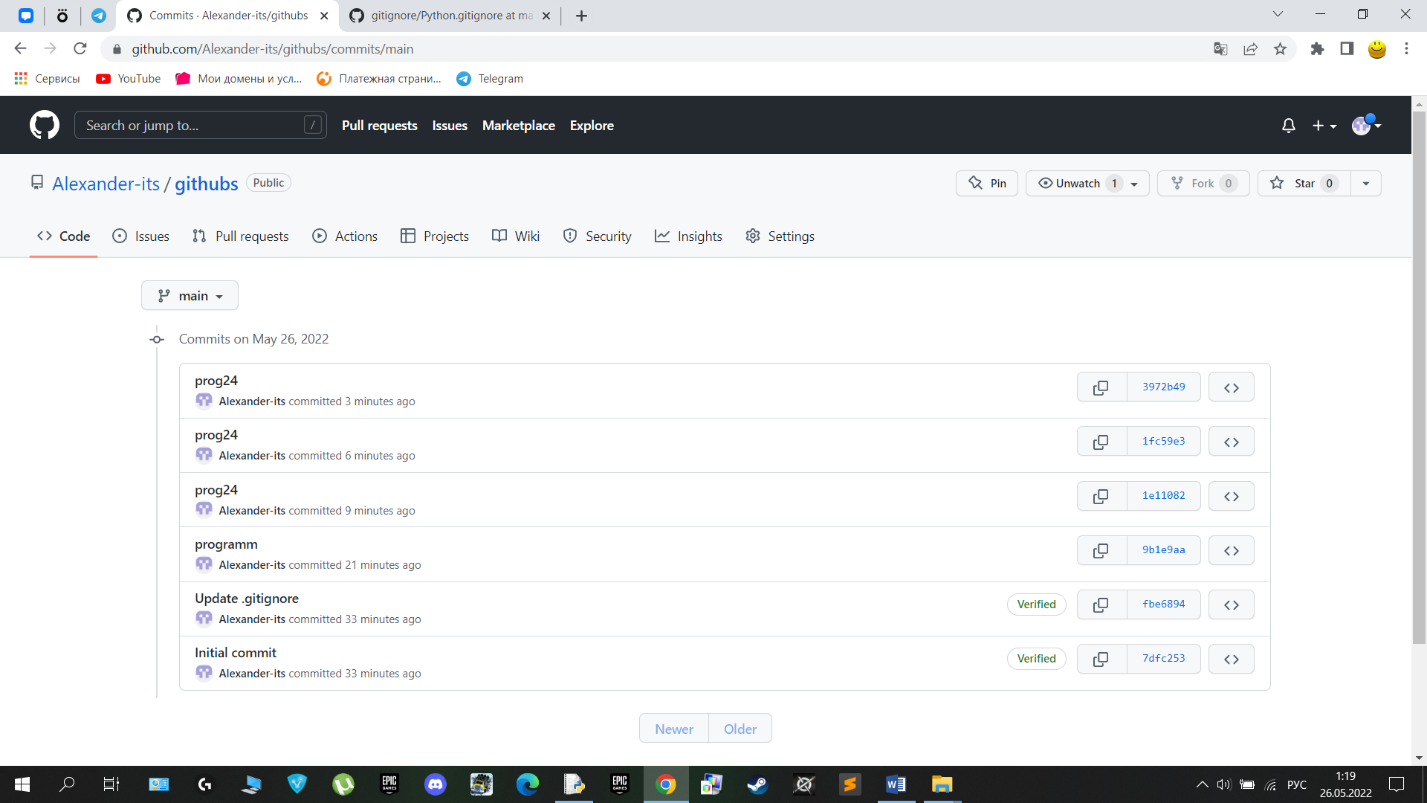 Commits · Alexander-its/githubs
gitignore/Python.gitignore at ma
github.com/Alexander-its/githubs/commits/main
Сервисы YouTube Мои домены и усл... Платежная страни... Telegram
Search or jump to... / Pull requests Issues Marketplace Explore
Alexander-its / githubs Public Pin Unwatch 1 Fork 0 Star 0
Code Issues Pull requests Actions Projects Wiki Security Insights Settings
main
Commits on May 26, 2022
prog24
Alexander-its committed 3 minutes ago
3972b49
prog24
Alexander-its committed 6 minutes ago
1fc59e3
prog24
Alexander-its committed 9 minutes ago
1e11082
programm
Alexander-its committed 21 minutes ago
9b1e9aa
Update .gitignore
Alexander-its committed 33 minutes ago
Verified fbe6894
Initial commit
Alexander-its committed 33 minutes ago
Verified 7dfc253
Newer Older
EPIC GAMES
EPIC GAMES
РУС
1:19
26.05.2022